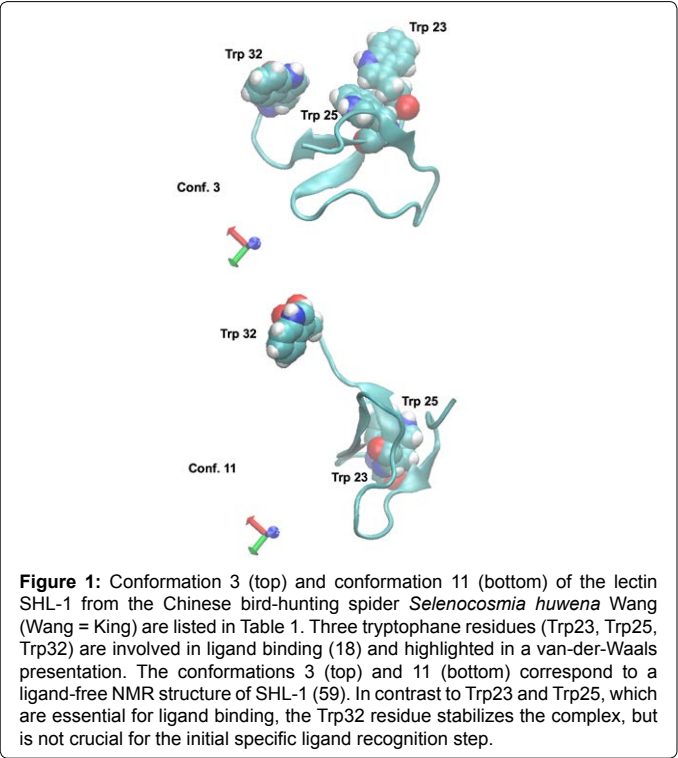 Trp 23
Trp 32
Trp 25
Conf. 3
Trp 32
Trp 25
Conf. 11
Trp 23
Figure 1: Conformation 3 (top) and conformation 11 (bottom) of the lectin
SHL-1 from the Chinese bird-hunting spider Selenocosmia huwena Wang
(Wang = King) are listed in Table 1. Three tryptophane residues (Trp23, Trp25,
Trp32) are involved in ligand binding (18) and highlighted in a van-der-Waals
presentation. The conformations 3 (top) and 11 (bottom) correspond to a
ligand-free NMR structure of SHL-1 (59). In contrast to Trp23 and Trp25, which
are essential for ligand binding, the Trp32 residue stabilizes the complex, but
is not crucial for the initial specific ligand recognition step.